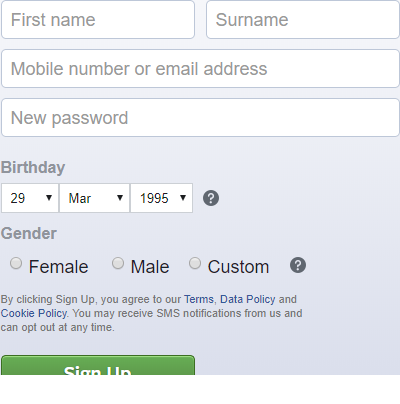 First name Surname
Mobile number or email address
New password
Birthday
29 Mar 1995 ?
Gender
Female Male Custom ?
By clicking Sign Up, you agree to our Terms, Data Policy and
Cookie Policy. You may receive SMS notifications from us and
can opt out at any time.
Sign Up